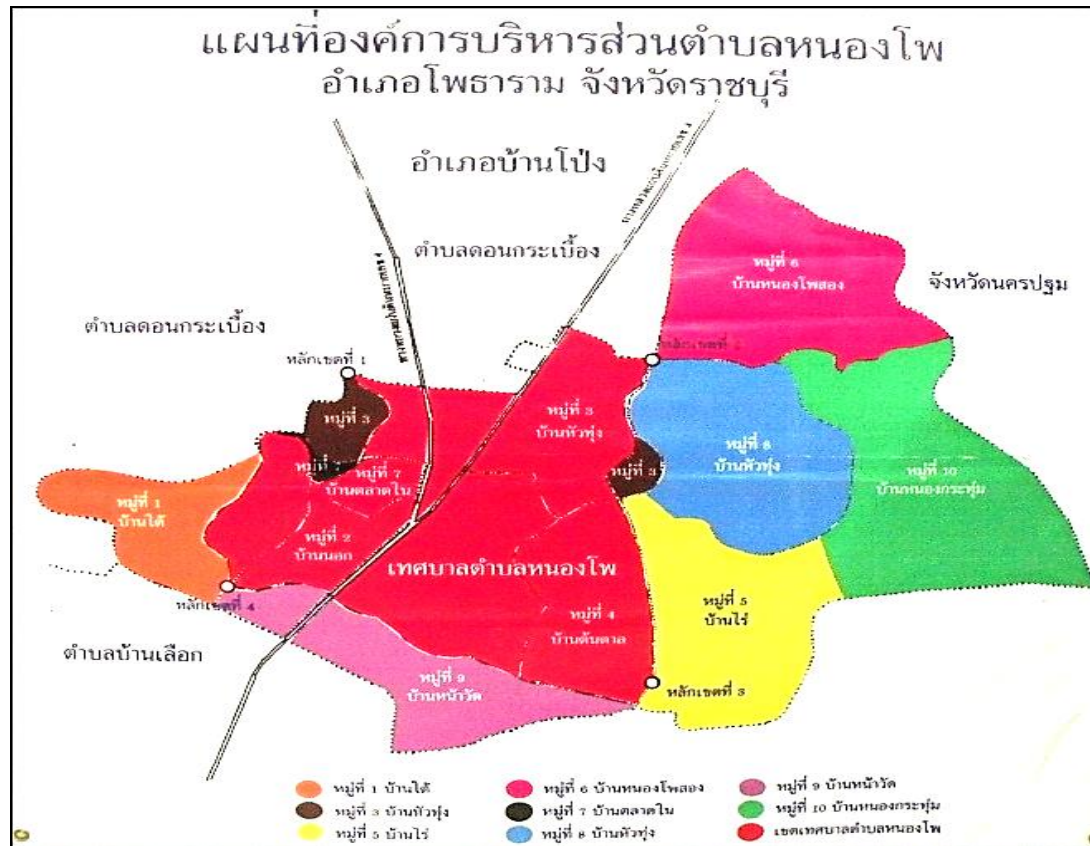 แผนที่องค์การบริหารส่วนตำบลหนองโพ
อำเภอโพธาราม จังหวัดราชบุรี
อำเภอบ้านโป่ง
ตำบลดอนกระเบื้อง
ตำบลดอนกระเบื้อง
จังหวัดนครปฐม
หมู่ที่ 6
บ้านหนองโพสอง
หลักเขตที่ 1
หลักเขตที่ 2
หมู่ที่ 3
หมู่ที่ 3
บ้านหัวทุ่ง
หมู่ที่ 3
หมู่ที่ 8
บ้านหัวทุ่ง
หมู่ที่ 10
บ้านหนองกระทุ่ม
หมู่ที่ 7
หมู่ที่ 7
บ้านตลาดใน
หมู่ที่ 1
บ้านใต้
หมู่ที่ 2
บ้านนอก
เทศบาลตำบลหนองโพ
หลักเขตที่ 4
หมู่ที่ 5
บ้านไร่
หมู่ที่ 4
บ้านต้นตาล
ตำบลบ้านเลือก
หมู่ที่ 9
บ้านหน้าวัด
หลักเขตที่ 3
หมู่ที่ 1 บ้านใต้
หมู่ที่ 6 บ้านหนองโพสอง
หมู่ที่ 9 บ้านหน้าวัด
หมู่ที่ 3 บ้านหัวทุ่ง
หมู่ที่ 7 บ้านตลาดใน
หมู่ที่ 10 บ้านหนองกระทุ่ม
หมู่ที่ 5 บ้านไร่
หมู่ที่ 8 บ้านหัวทุ่ง
เขตเทศบาลตำบลหนองโพ